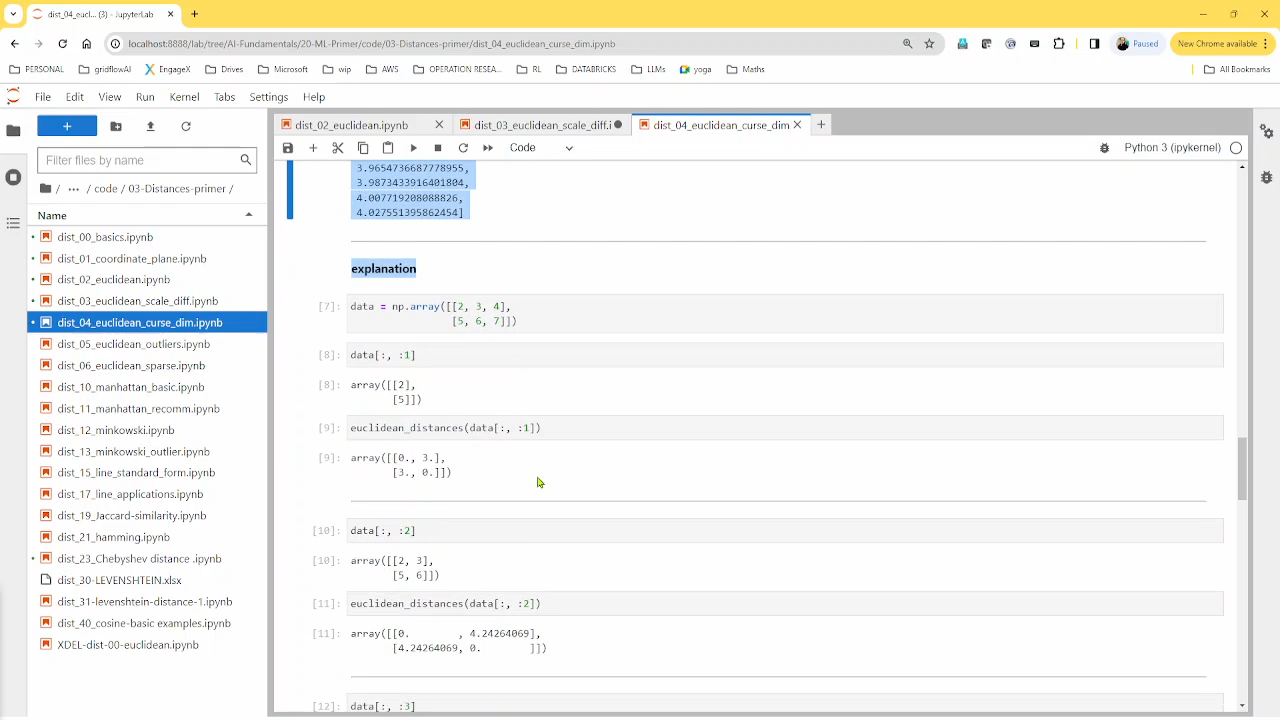 dist_04_eucl... (3) - JupyterLab
localhost:8888/lab/tree/AI-Fundamentals/20-ML-Primer/code/03-Distances-primer/dist_04_euclideah_curse_dim.ipynb
Paused
New Chrome available
PERSONAL
gridflowAI
EngageX
Drives
Microsoft
wip
AWS
OPERATION RESEA...
RL
DATABRICKS
LLMs
yoga
Maths
All Bookmarks
File Edit View Run Kernel Tabs Settings Help
dist_02_euclidean.ipynb
dist_03_euclidean_scale_diff.i
dist_04_euclidean_curse_dim
Filter files by name
Code
Python 3 (ipykernel)
/ ··· / code / 03-Distances-primer /
Name
dist_00_basics.ipynb
dist_01_coordinate_plane.ipynb
dist_02_euclidean.ipynb
dist_03_euclidean_scale_diff.ipynb
dist_04_euclidean_curse_dim.ipynb
dist_05_euclidean_outliers.ipynb
dist_06_euclidean_sparse.ipynb
dist_10_manhattan_basic.ipynb
dist_11_manhattan_recomm.ipynb
dist_12_minkowski.ipynb
dist_13_minkowski_outlier.ipynb
dist_15_line_standard_form.ipynb
dist_17_line_applications.ipynb
dist_19_Jaccard-similarity.ipynb
dist_21_hamming.ipynb
dist_23_Chebyshev distance .ipynb
dist_30-LEVENSHTEIN.xlsx
dist_31-levenshtein-distance-1.ipynb
dist_40_cosine-basic examples.ipynb
XDEL-dist-00-euclidean.ipynb
3.9654736687778955,
3.9873433916401804,
4.007719208088826,
4.027551395862454]
explanation
[7]: data = np.array([[2, 3, 4],
[5, 6, 7]])
[8]: data[:, :1]
[8]: array([[2],
[5]])
[9]: euclidean_distances(data[:, :1])
[9]: array([[0., 3.],
[3., 0.]])
[10]: data[:, :2]
[10]: array([[2, 3],
[5, 6]])
[11]: euclidean_distances(data[:, :2])
[11]: array([[0. , 4.24264069],
[4.24264069, 0. ]])
[12]: data[:, :3]